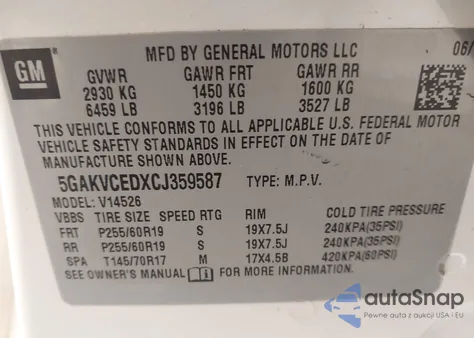 GM
MFD BY GENERAL MOTORS LLC 06/
GVWR GAWR FRT GAWR RR
2930 KG 1450 KG 1600 KG
6459 LB 3196 LB 3527 LB
THIS VEHICLE CONFORMS TO ALL APPLICABLE U.S. FEDERAL MOTOR
VEHICLE SAFETY STANDARDS IN EFFECT ON THE DATE OF
MANUFACTURE SHOWN ABOVE.
5GAKVCEDXCJ359587 TYPE: M.P.V.
MODEL: V14526
VBBS TIRE SIZE SPEED RTG RIM COLD TIRE PRESSURE
FRT P255/60R19 S 19X7.5J 240KPA(35PSI)
RR P255/60R19 S 19X7.5J 240KPA(35PSI)
SPA T145/70R17 M 17X4.5B 420KPA(60PSI)
SEE OWNER'S MANUAL i FOR MORE INFORMATION.
autoSnap
Pewne auta z aukcji USA i EU